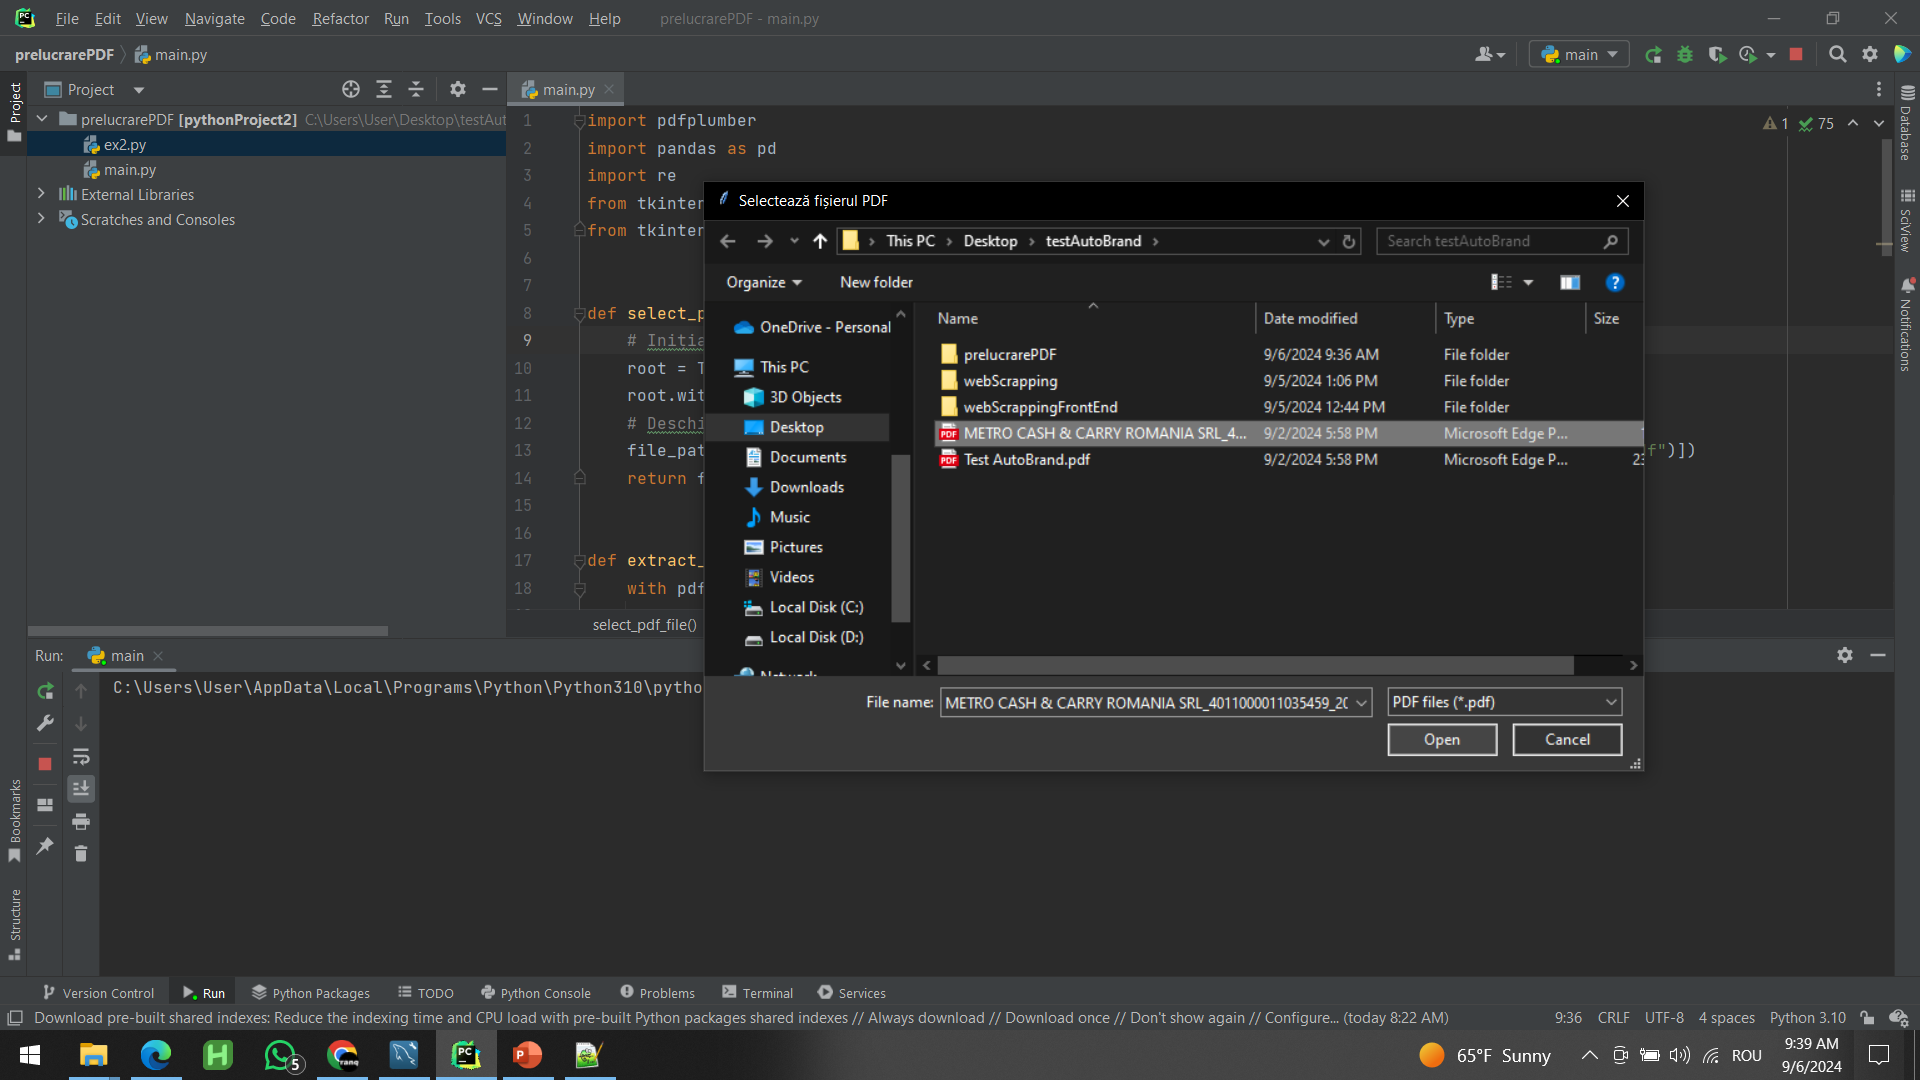 File Edit View Navigate Code Refactor Run Tools VCS Window Help prelucrarePDF - main.py
prelucrarePDF main.py main
Project
Project
main.py
prelucrarePDF [pythonProject2] C:\Users\User\Desktop\testAut
ex2.py
main.py
External Libraries
Scratches and Consoles
1 import pdfplumber
2 import pandas as pd
3 import re
4 from tkinter
5 from tkinter
6
7
8 def select_p
9 # Initia
10 root = T
11 root.wit
12 # Deschi
13 file_pat f")])
14 return f
15
16
17 def extract_
18 with pdf
1 75
Database
SciView
Notifications
select_pdf_file()
Selectează fișierul PDF
This PC Desktop testAutoBrand
Search testAutoBrand
Organize New folder
OneDrive - Personal
This PC
3D Objects
Desktop
Documents
Downloads
Music
Pictures
Videos
Local Disk (C:)
Local Disk (D:)
Network
Name Date modified Type Size
prelucrarePDF 9/6/2024 9:36 AM File folder
webScrapping 9/5/2024 1:06 PM File folder
webScrappingFrontEnd 9/5/2024 12:44 PM File folder
PDF METRO CASH & CARRY ROMANIA SRL_4... 9/2/2024 5:58 PM Microsoft Edge P...
PDF Test AutoBrand.pdf 9/2/2024 5:58 PM Microsoft Edge P... 23
File name: METRO CASH & CARRY ROMANIA SRL_4011000011035459_20 PDF files (*.pdf)
Open Cancel
Run: main
C:\Users\User\AppData\Local\Programs\Python\Python310\pytho
Bookmarks
Structure
Version Control Run Python Packages TODO Python Console Problems Terminal Services
Download pre-built shared indexes: Reduce the indexing time and CPU load with pre-built Python packages shared indexes // Always download // Download once // Don't show again // Configure... (today 8:22 AM) 9:36 CRLF UTF-8 4 spaces Python 3.10
5
65°F Sunny ROU
9:39 AM
9/6/2024